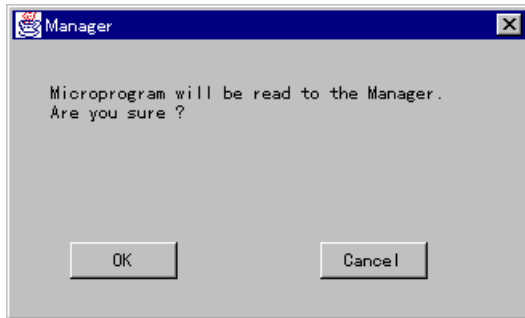 Manager
Microprogram will be read to the Manager.
Are you sure ?
OK
Cancel